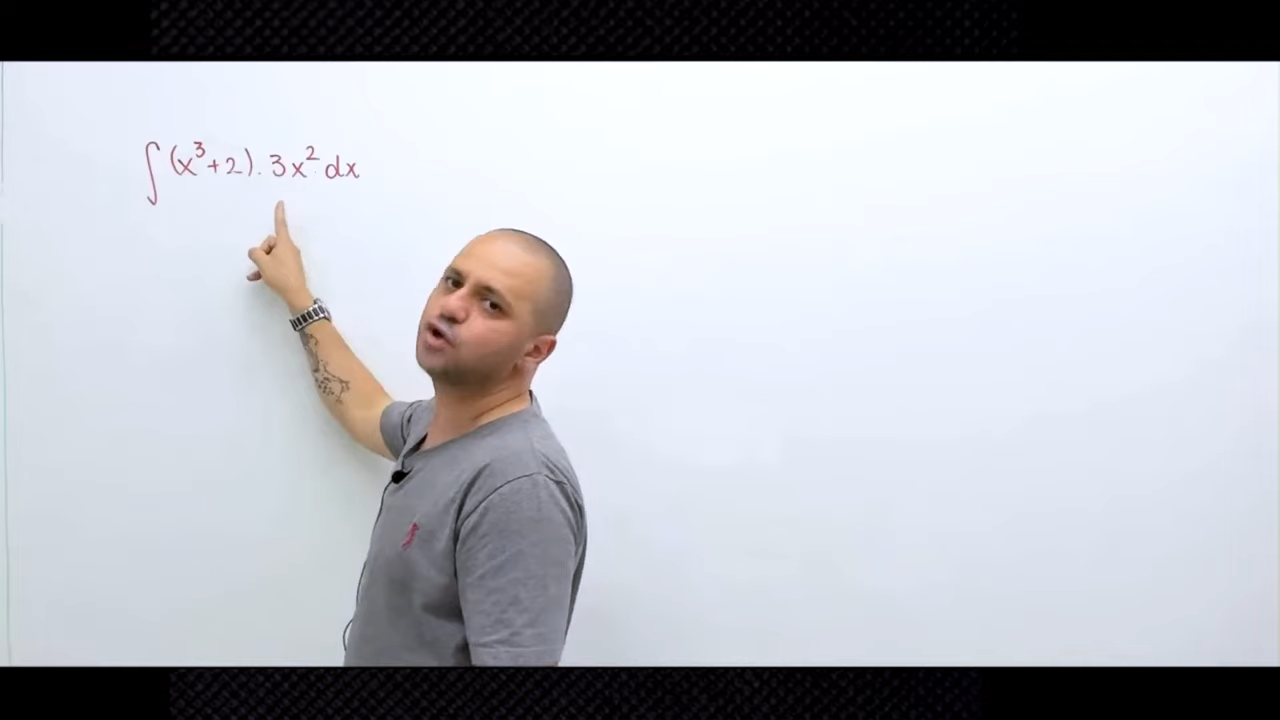 ∫(x³+2).3x² dx